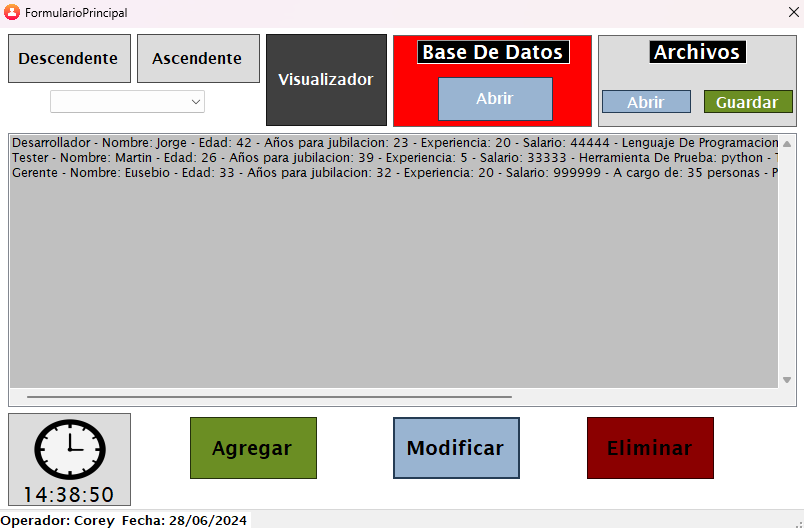 FormularioPrincipal
Descendente
Ascendente
Visualizador
Base De Datos
Abrir
Archivos
Abrir
Guardar
Desarrollador - Nombre: Jorge - Edad: 42 - Años para jubilacion: 23 - Experiencia: 20 - Salario: 44444 - Lenguaje De Programacion
Tester - Nombre: Martin - Edad: 26 - Años para jubilacion: 39 - Experiencia: 5 - Salario: 33333 - Herramienta De Prueba: python -
Gerente - Nombre: Eusebio - Edad: 33 - Años para jubilacion: 32 - Experiencia: 20 - Salario: 999999 - A cargo de: 35 personas -
14:38:50
Agregar
Modificar
Eliminar
Operador: Corey Fecha: 28/06/2024